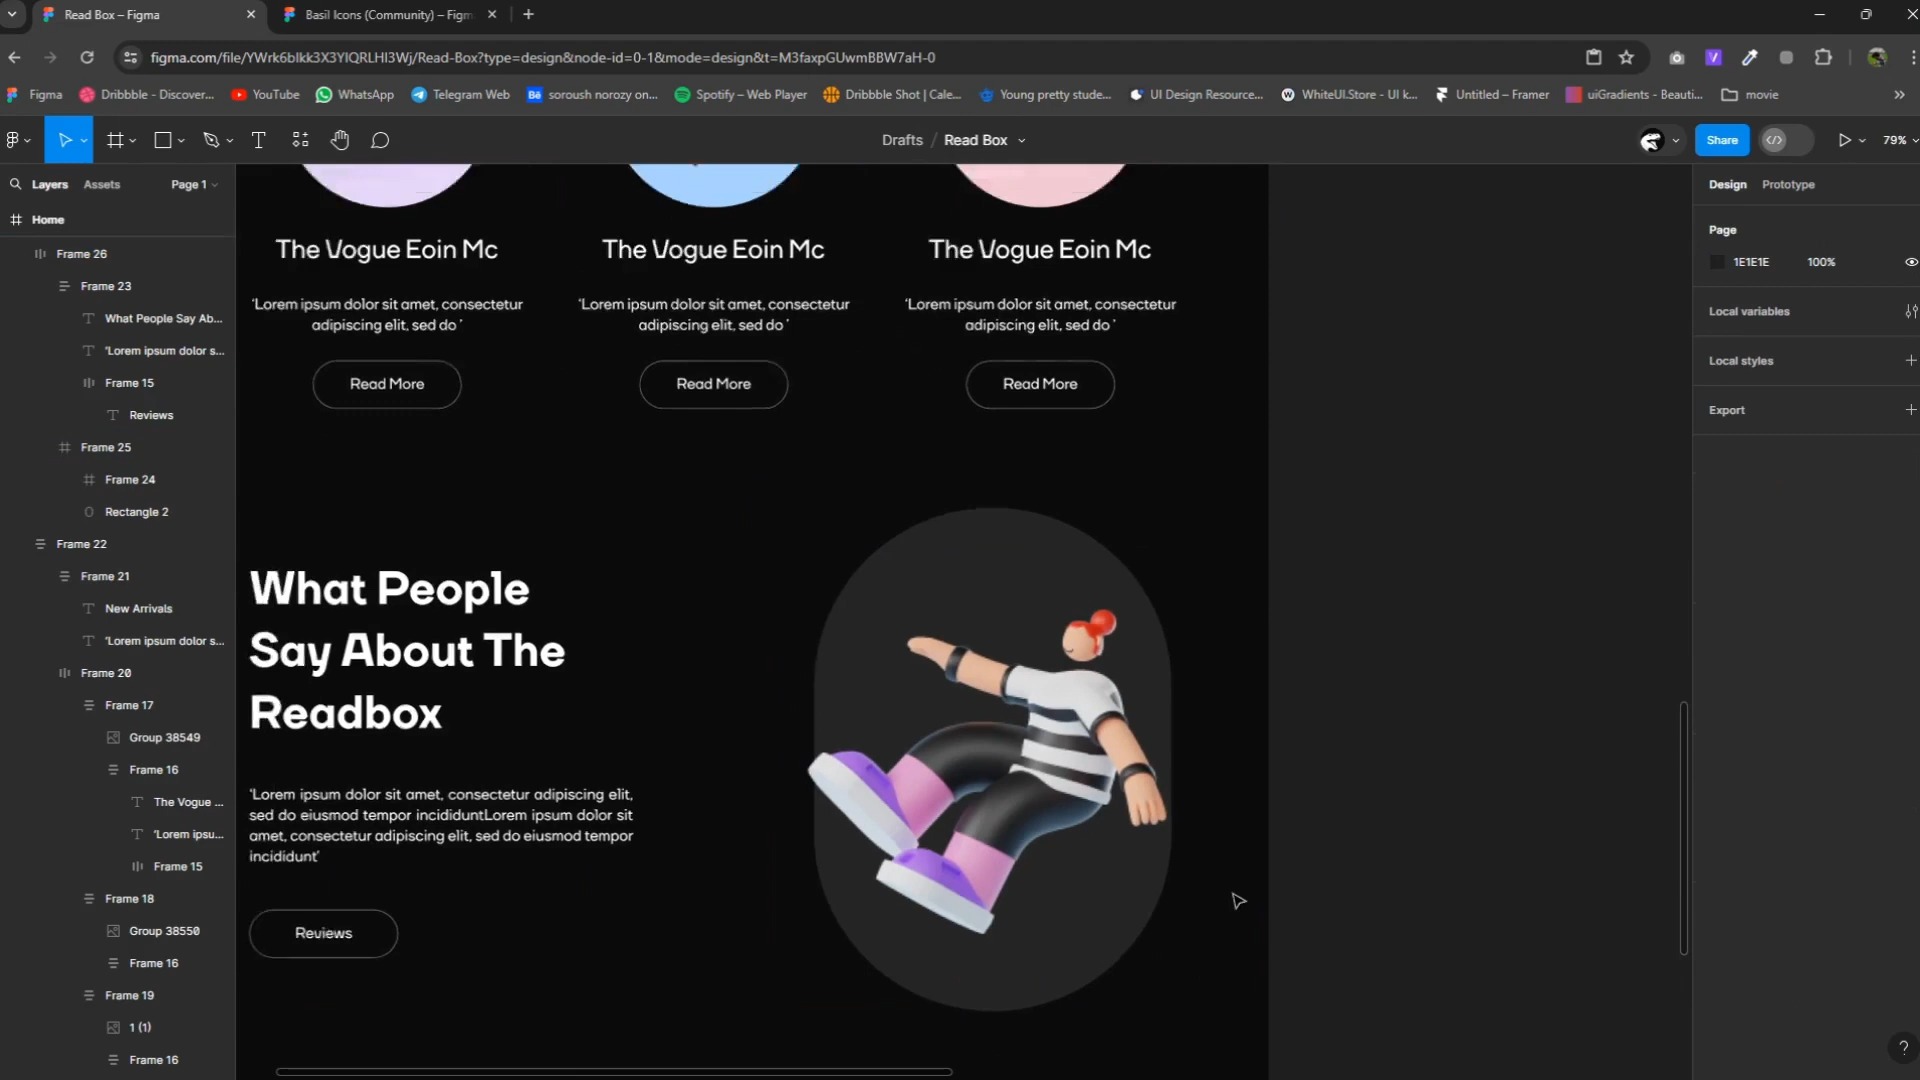 Read Box – Figma
Basil Icons (Community) – Figm
figma.com/file/YWrk6blkk3X3YlQRLHI3Wj/Read-Box?type=design&node-id=0-1&mode=design&t=M3faxpGUwmBBW7aH-0
Figma
Dribbble - Discover...
YouTube
WhatsApp
Telegram Web
Bē
soroush norozy on...
Spotify – Web Player
Dribbble Shot | Cale...
Young pretty stude...
UI Design Resource...
WhiteUI.Store - UI k...
Untitled – Framer
uiGradients - Beauti...
movie
Drafts / Read Box
Share
79%
Layers
Assets
Page 1
Home
Frame 26
Frame 23
What People Say Ab...
'Lorem ipsum dolor s...
Frame 15
Reviews
Frame 25
Frame 24
Rectangle 2
Frame 22
Frame 21
New Arrivals
'Lorem ipsum dolor s...
Frame 20
Frame 17
Group 38549
Frame 16
The Vogue ...
'Lorem ipsu...
Frame 15
Frame 18
Group 38550
Frame 16
Frame 19
1 (1)
Frame 16
The Vogue Eoin Mc
'Lorem ipsum dolor sit amet, consectetur
adipiscing elit, sed do '
Read More
The Vogue Eoin Mc
'Lorem ipsum dolor sit amet, consectetur
adipiscing elit, sed do '
Read More
The Vogue Eoin Mc
'Lorem ipsum dolor sit amet, consectetur
adipiscing elit, sed do '
Read More
What People
Say About The
Readbox
'Lorem ipsum dolor sit amet, consectetur adipiscing elit,
sed do eiusmod tempor incididuntLorem ipsum dolor sit
amet, consectetur adipiscing elit, sed do eiusmod tempor
incididunt'
Reviews
Design
Prototype
Page
1E1E1E
100%
Local variables
Local styles
Export
?